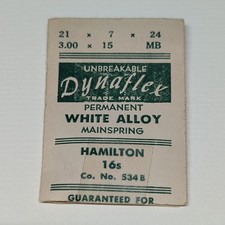 21 x 7 x 24
3.00 x 15 MB
UNBREAKABLE
Dynaflex
TRADE MARK
PERMANENT
WHITE ALLOY
MAINSPRING
HAMILTON
16s
Co. No. 534B
GUARANTEED FOR